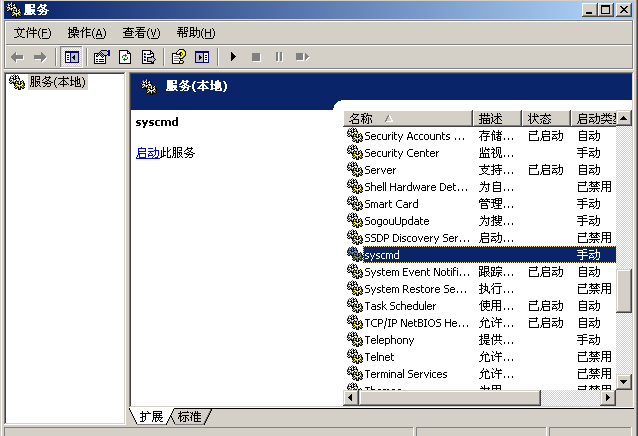 服务
文件(F) 操作(A) 查看(V) 帮助(H)
服务(本地)
服务(本地)
syscmd
启动此服务
名称 描述 状态 启动类
Security Accounts ... 存储... 已启动 自动
Security Center 监视... 手动
Server 支持... 已启动 自动
Shell Hardware Det... 为自... 已禁用
Smart Card 管理... 手动
SogouUpdate 为搜... 手动
SSDP Discovery Ser... 启动... 已禁用
syscmd 手动
System Event Notifi... 跟踪... 已启动 自动
System Restore Se... 执行... 已禁用
Task Scheduler 使用... 已启动 自动
TCP/IP NetBIOS He... 允许... 已启动 自动
Telephony 提供... 手动
Telnet 允许... 已禁用
Terminal Services 允许... 已禁用
扩展 标准